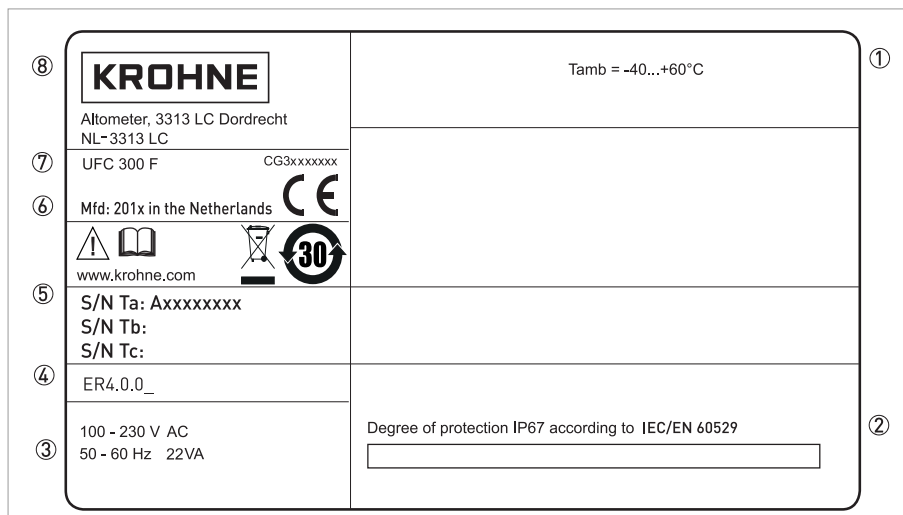 ⑧
KROHNE
Altometer, 3313 LC Dordrecht
NL-3313 LC
⑦
UFC 300 F
CG3xxxxxxx
CE
⑥
Mfd: 201x in the Netherlands
30
www.krohne.com
⑤
S/N Ta: Axxxxxxxx
S/N Tb:
S/N Tc:
④
ER4.0.0_
③
100 - 230 V AC
50 - 60 Hz 22VA
Tamb = -40...+60°C
①
Degree of protection IP67 according to IEC/EN 60529
②